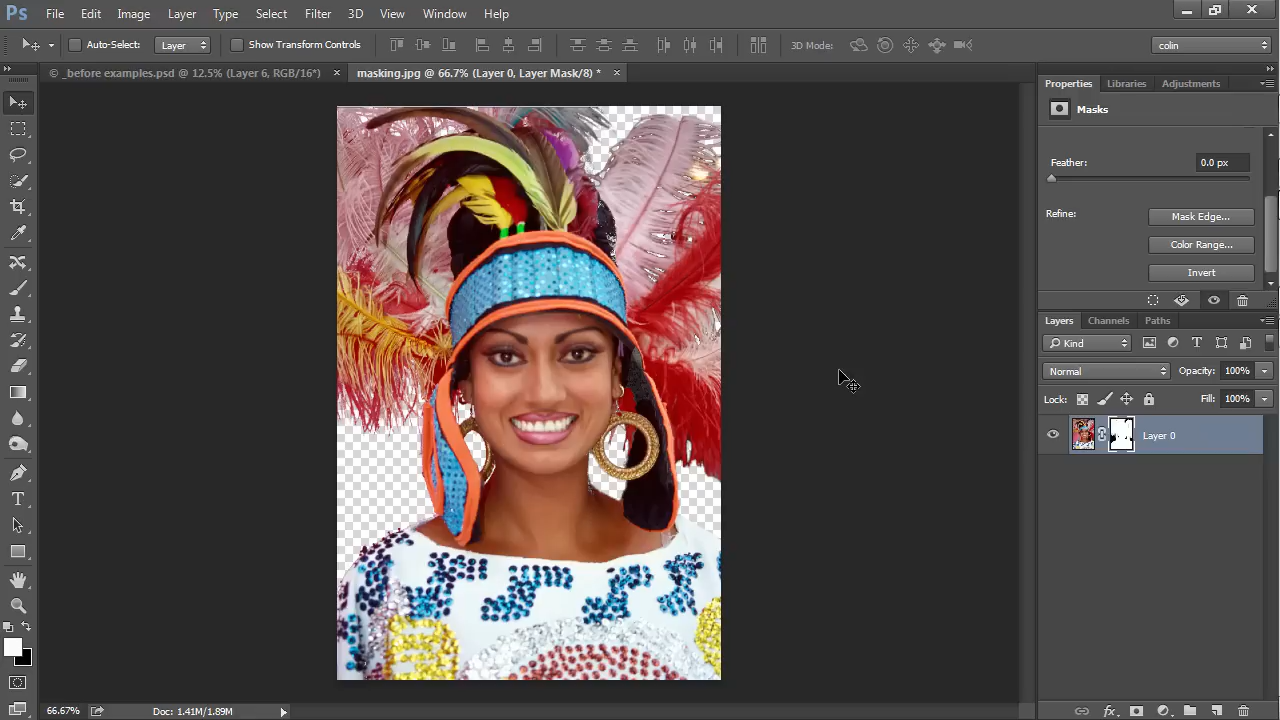 Ps File Edit Image Layer Type Select Filter 3D View Window Help
Auto-Select: Layer Show Transform Controls 3D Mode: colin
© _before examples.psd @ 12.5% (Layer 6, RGB/16*) × masking.jpg @ 66.7% (Layer 0, Layer Mask/8) * ×
Properties Libraries Adjustments
Masks
Feather: 0.0 px
Refine: Mask Edge...
Color Range...
Invert
Layers Channels Paths
Kind
Normal Opacity: 100%
Lock: Fill: 100%
Layer 0
66.67% Doc: 1.41M/1.89M